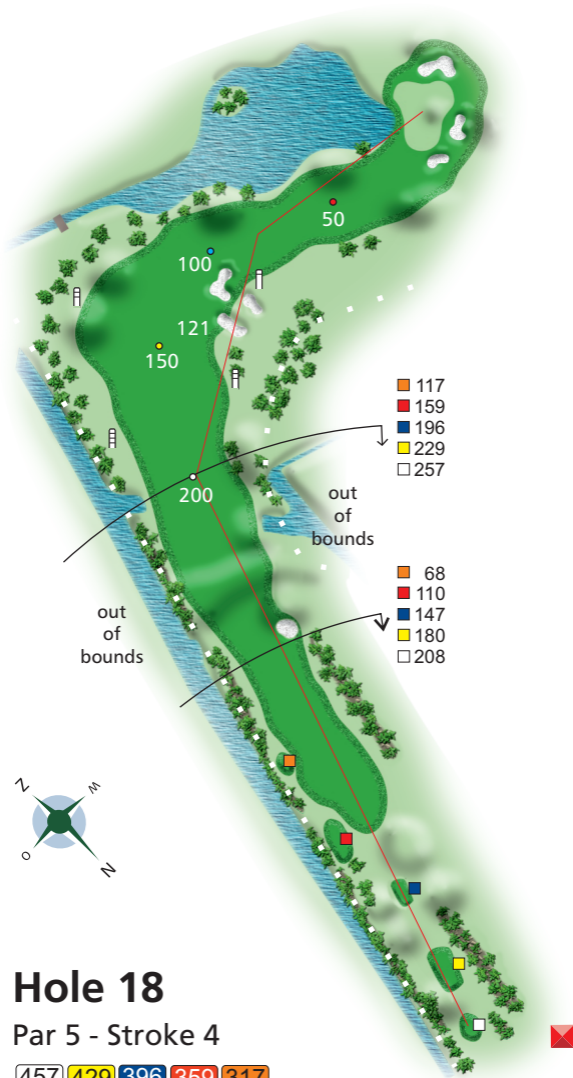 50
100
121
150
117
159
196
229
257
200
out
of
bounds
68
110
147
180
208
out
of
bounds
Z
W
O
N
Hole 18
Par 5 - Stroke 4
457 429 396 359 317